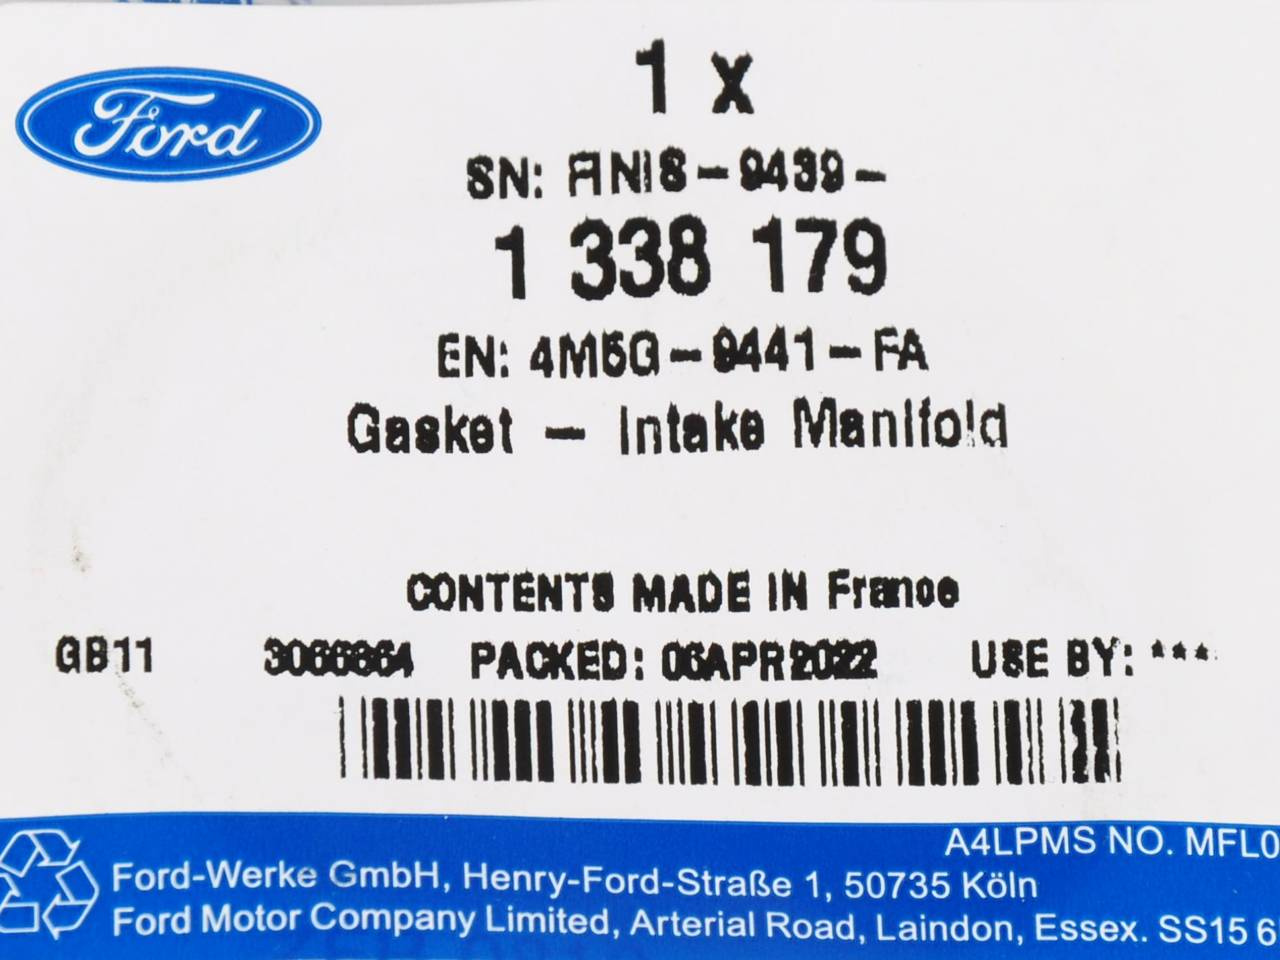 Ford
1 x
SN: FINIS-9439-
1 338 179
EN: 4M5G-9441-FA
Gasket - Intake Manifold
CONTENTS MADE IN France
GB11 PACKED: 06APR2022 USE BY: ***
A4LPMS NO. MFL0
Ford-Werke GmbH, Henry-Ford-Straße 1, 50735 Köln
Ford Motor Company Limited, Arterial Road, Laindon, Essex. SS15 6